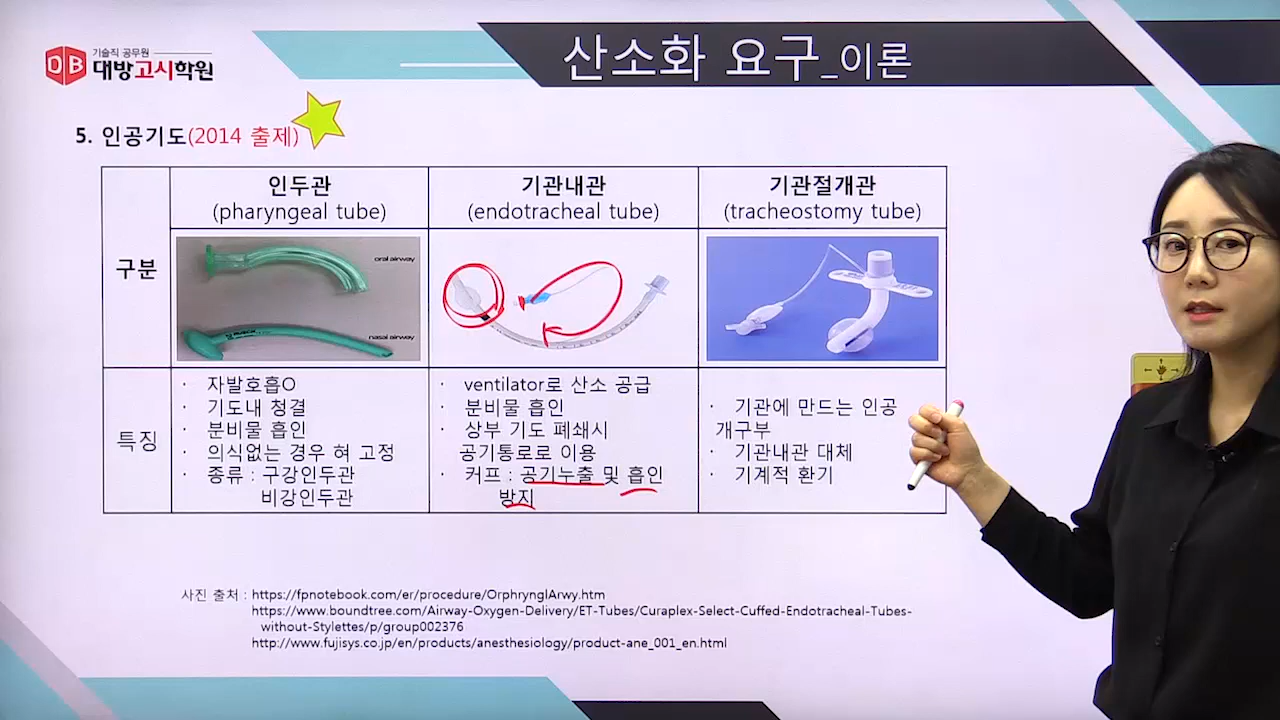 기술직 공무원
DB 대방고시학원
산소화 요구_이론
5. 인공기도(2014 출제)
구분
인두관
(pharyngeal tube)
기관내관
(endotracheal tube)
기관절개관
(tracheostomy tube)
oral airway
nasal airway
특징
· 자발호흡O
· 기도내 청결
· 분비물 흡인
· 의식없는 경우 혀 고정
· 종류 : 구강인두관
비강인두관
· ventilator로 산소 공급
· 분비물 흡인
· 상부 기도 폐쇄시
공기통로로 이용
· 커프 : 공기누출 및 흡인
방지
· 기관에 만드는 인공
개구부
· 기관내관 대체
· 기계적 환기
사진 출처 : https://fpnotebook.com/er/procedure/OrphrynglArwy.htm
https://www.boundtree.com/Airway-Oxygen-Delivery/ET-Tubes/Curaplex-Select-Cuffed-Endotracheal-Tubes-
without-Stylettes/p/group002376
http://www.fujisys.co.jp/en/products/anesthesiology/product-ane_001_en.html